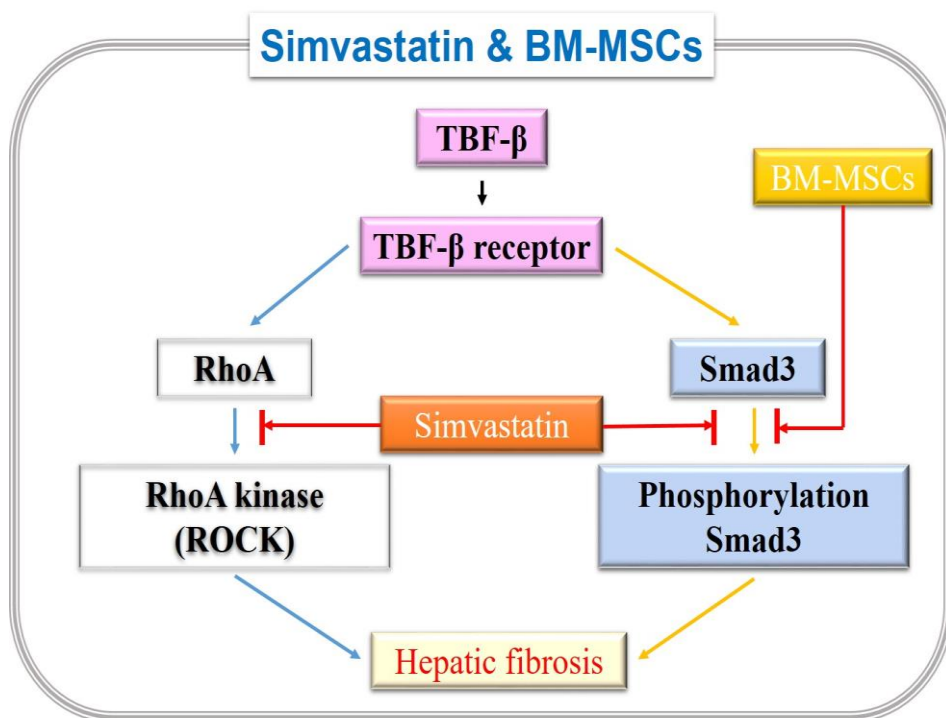 Simvastatin & BM-MSCs
TBF-β
BM-MSCs
TBF-β receptor
RhoA
Smad3
Simvastatin
RhoA kinase
(ROCK)
Phosphorylation
Smad3
Hepatic fibrosis